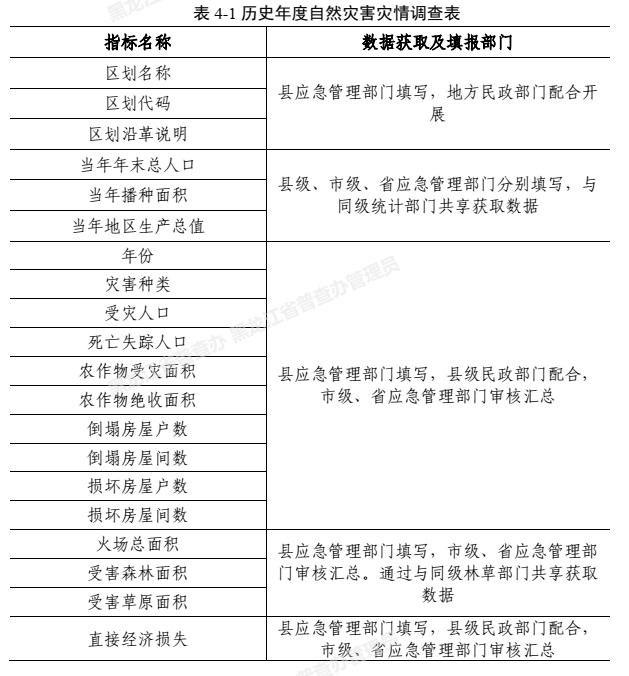 表 4-1 历史年度自然灾害灾情调查表
指标名称
数据获取及填报部门
区划名称
区划代码
区划沿革说明
县应急管理部门填写，地方民政部门配合开
展
当年年末总人口
当年播种面积
当年地区生产总值
县级、市级、省应急管理部门分别填写，与
同级统计部门共享获取数据
年份
灾害种类
受灾人口
死亡失踪人口
农作物受灾面积
农作物绝收面积
倒塌房屋户数
倒塌房屋间数
损坏房屋户数
损坏房屋间数
县应急管理部门填写，县级民政部门配合，
市级、省应急管理部门审核汇总
火场总面积
受害森林面积
受害草原面积
县应急管理部门填写，市级、省应急管理部
门审核汇总。通过与同级林草部门共享获取
数据
直接经济损失
县应急管理部门填写，县级民政部门配合，
市级、省应急管理部门审核汇总
黑龙江省普查办管理员